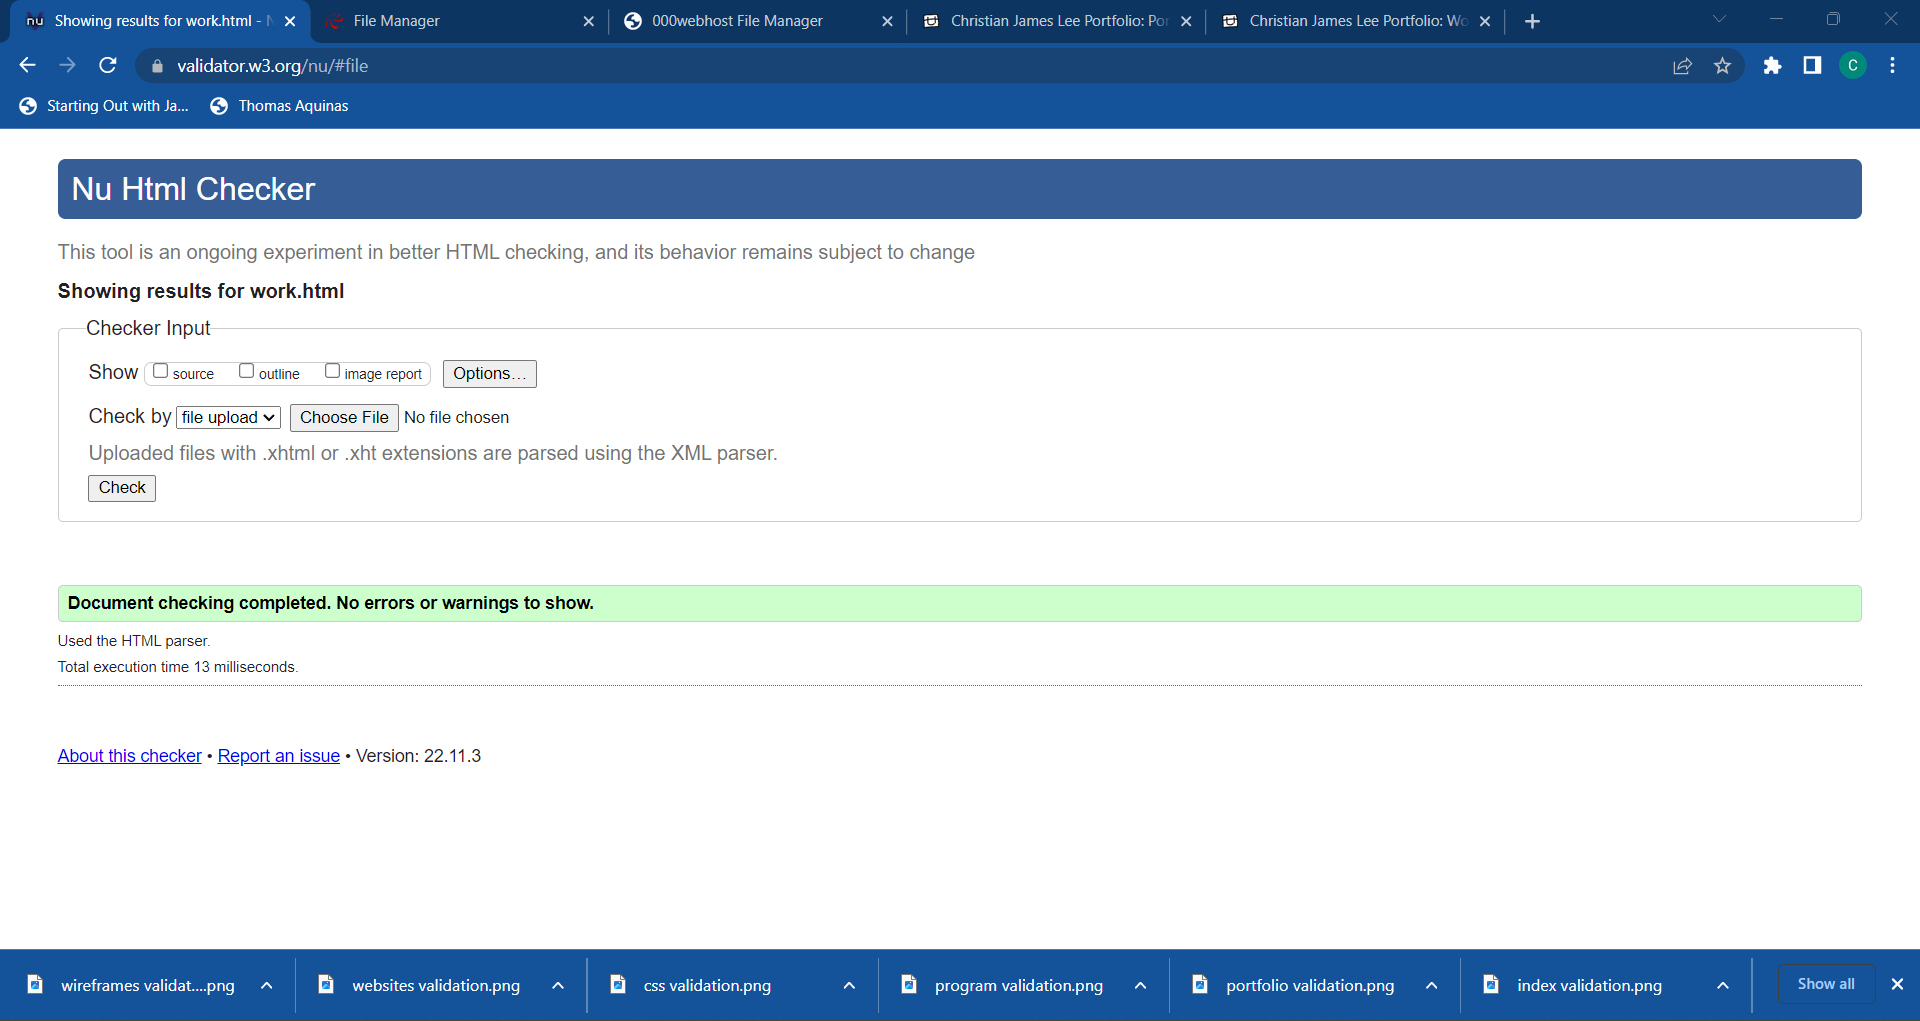 nu Showing results for work.html - N
File Manager
000webhost File Manager
Christian James Lee Portfolio: Por
Christian James Lee Portfolio: Wo
validator.w3.org/nu/#file
C
Starting Out with Ja...
Thomas Aquinas
Nu Html Checker
This tool is an ongoing experiment in better HTML checking, and its behavior remains subject to change
Showing results for work.html
Checker Input
Show source outline image report Options...
Check by file upload Choose File No file chosen
Uploaded files with .xhtml or .xht extensions are parsed using the XML parser.
Check
Document checking completed. No errors or warnings to show.
Used the HTML parser.
Total execution time 13 milliseconds.
About this checker • Report an issue • Version: 22.11.3
wireframes validat....png
websites validation.png
css validation.png
program validation.png
portfolio validation.png
index validation.png
Show all